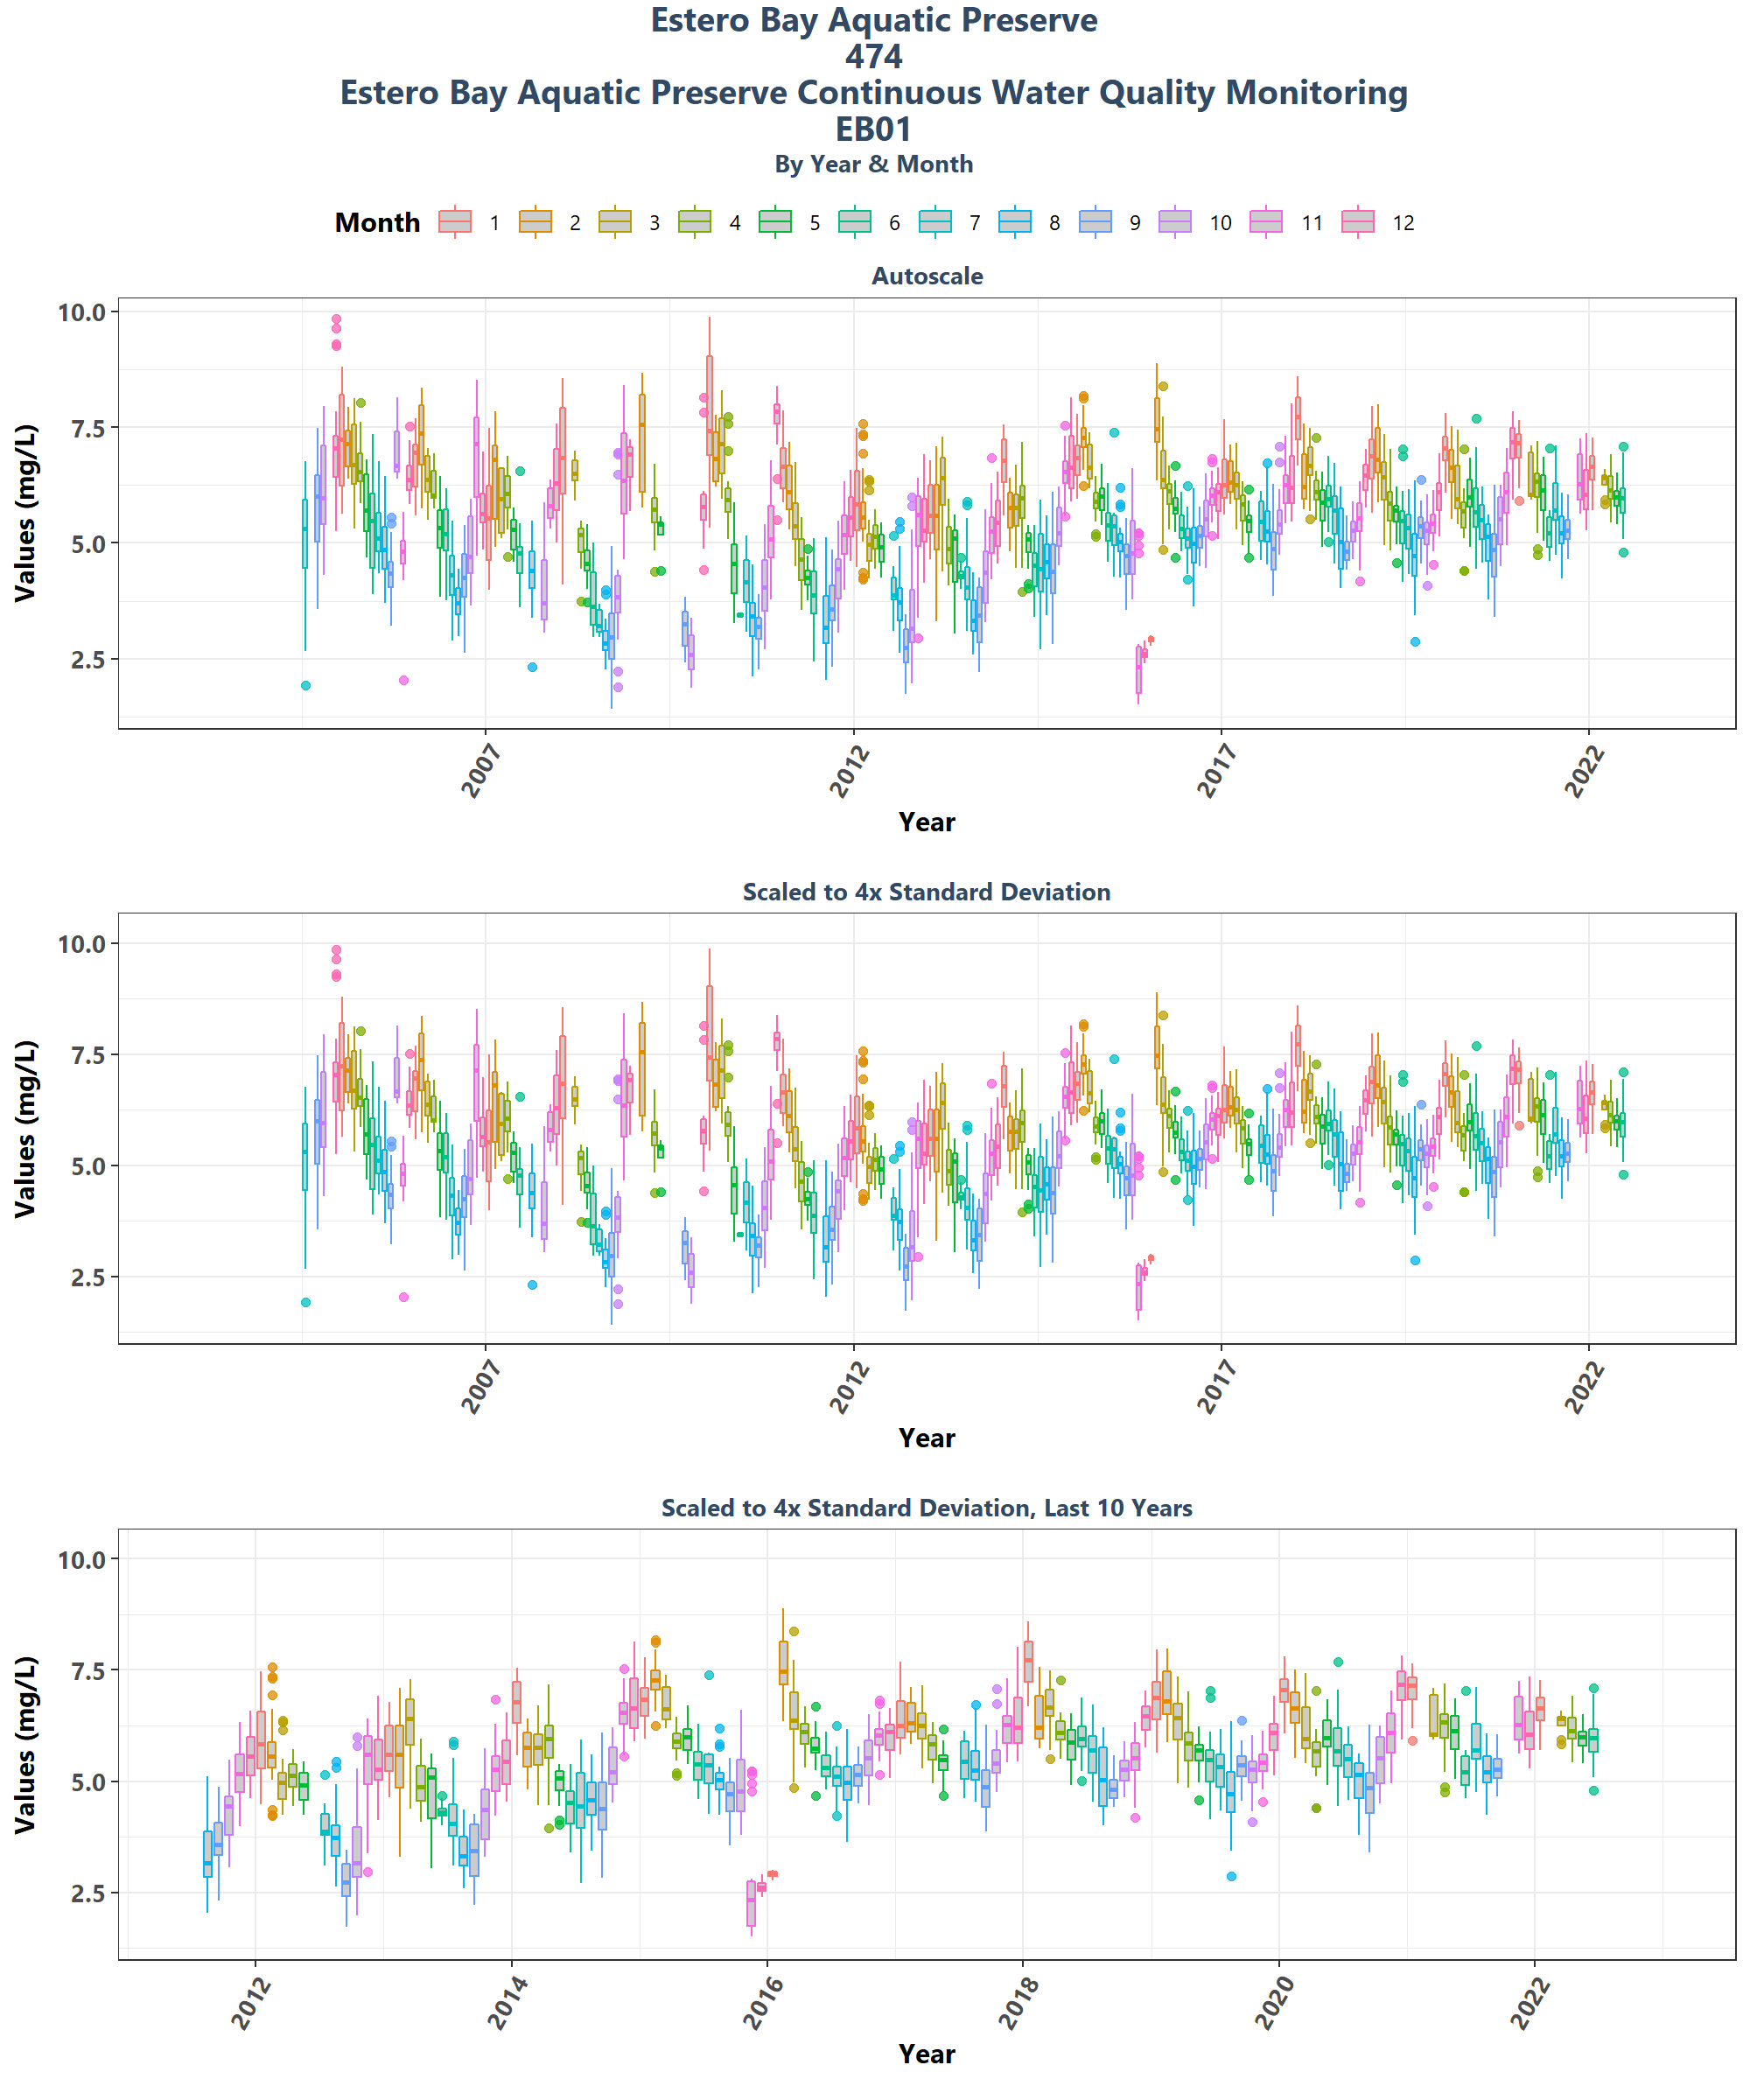 Estero Bay Aquatic Preserve
474
Estero Bay Aquatic Preserve Continuous Water Quality Monitoring
EB01
By Year & Month
Month 1 2 3 4 5 6 7 8 9 10 11 12
Autoscale
Values (mg/L)
10.0
7.5
5.0
2.5
2007 2012 2017 2022
Year
Scaled to 4x Standard Deviation
Values (mg/L)
10.0
7.5
5.0
2.5
2007 2012 2017 2022
Year
Scaled to 4x Standard Deviation, Last 10 Years
Values (mg/L)
10.0
7.5
5.0
2.5
2012 2014 2016 2018 2020 2022
Year